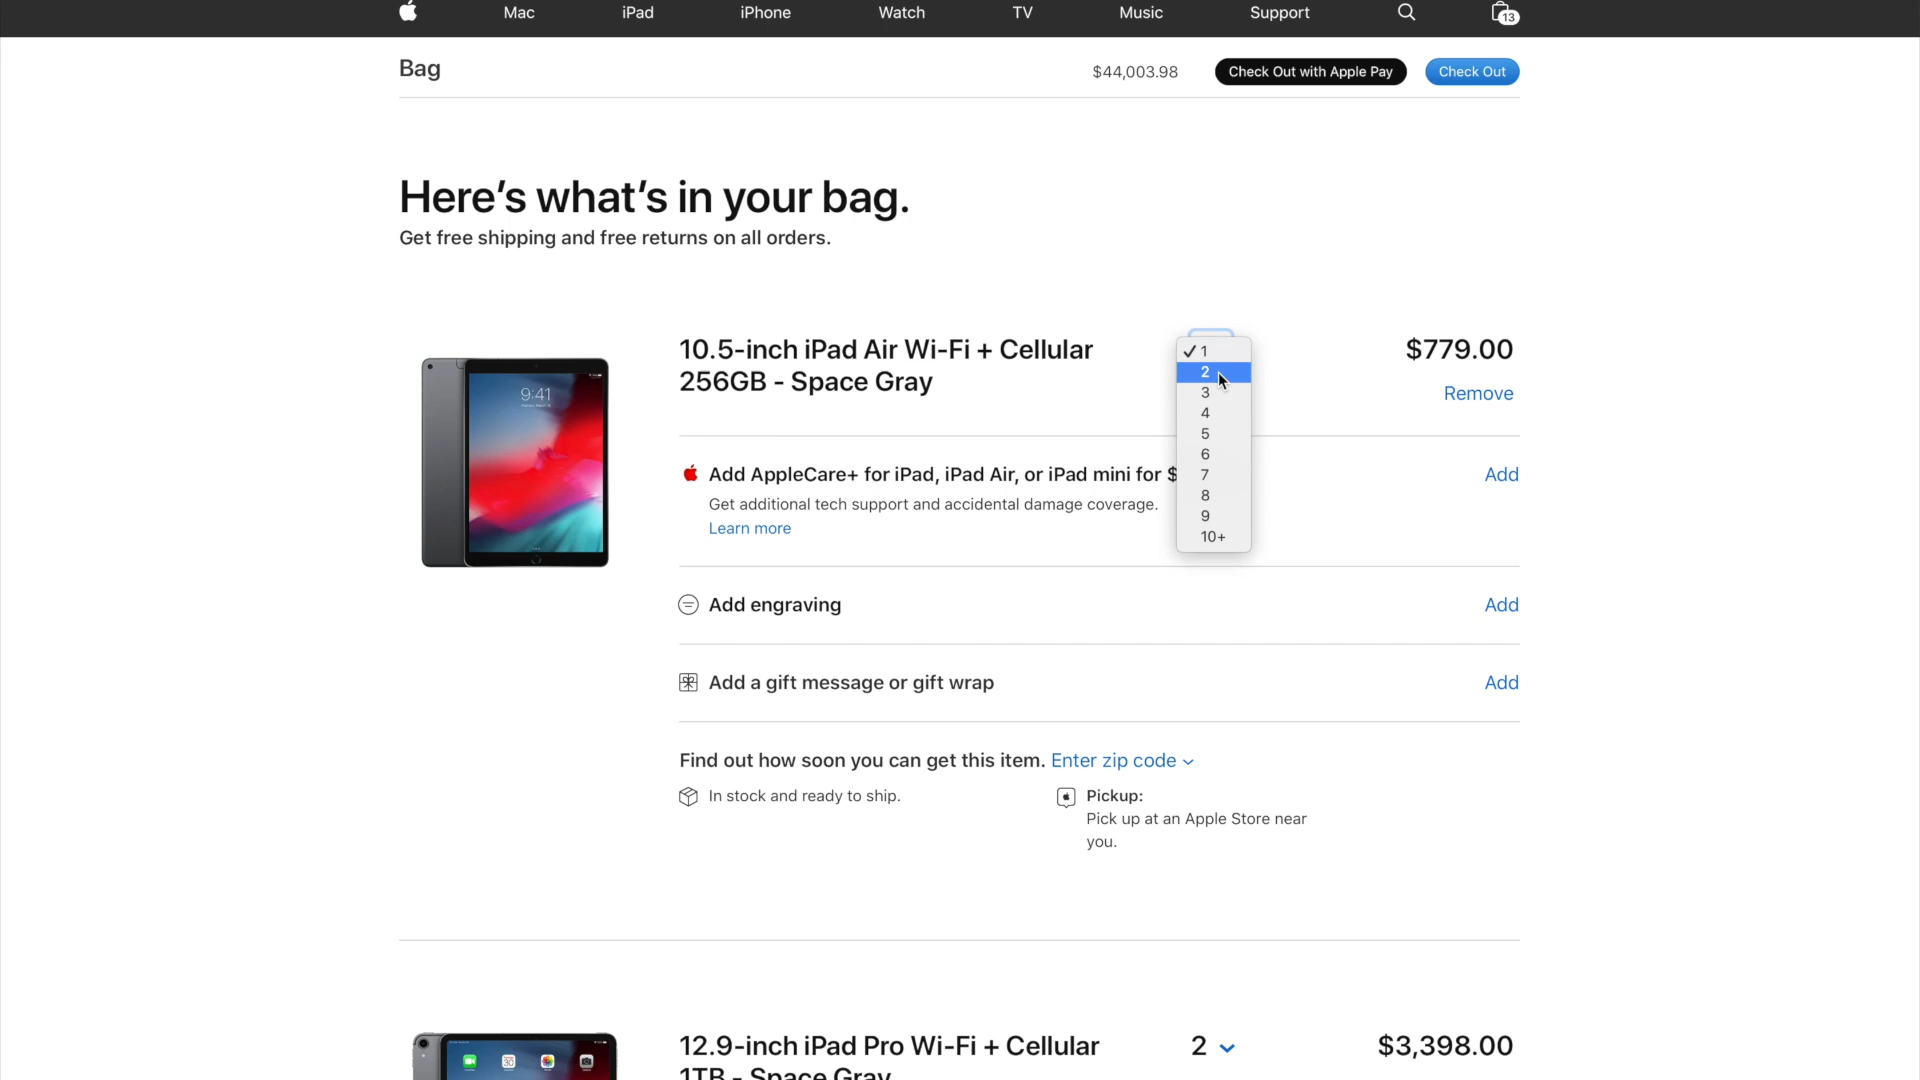 Mac iPad iPhone Watch TV Music Support 13
Bag $44,003.98 Check Out with Apple Pay Check Out
Here's what's in your bag.
Get free shipping and free returns on all orders.
10.5-inch iPad Air Wi-Fi + Cellular ✓ 1 $779.00
256GB - Space Gray 2
Remove
9:41
3
4
5
6
Add AppleCare+ for iPad, iPad Air, or iPad mini for $ 7 Add
8
Get additional tech support and accidental damage coverage. 9
Learn more 10+
Add engraving Add
Add a gift message or gift wrap Add
Find out how soon you can get this item. Enter zip code
In stock and ready to ship. Pickup:
Pick up at an Apple Store near
you.
12.9-inch iPad Pro Wi-Fi + Cellular 2 $3,398.00
1TB - Space Gray